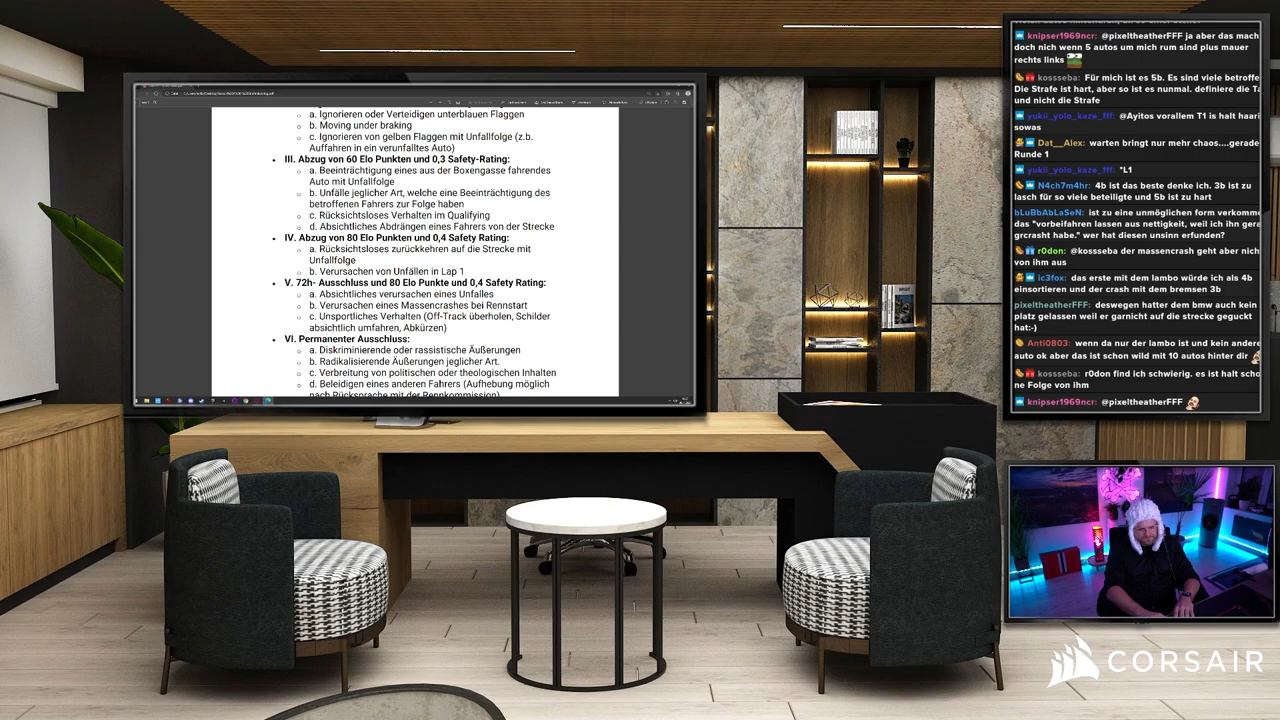 a. Ignorieren oder Verteidigen unterblauen Flaggen
b. Moving under braking
c. Ignorieren von gelben Flaggen mit Unfallfolge (z.b.
Auffahren in ein verunfalltes Auto)
III. Abzug von 60 Elo Punkten und 0,3 Safety-Rating:
a. Beeinträchtigung eines aus der Boxengasse fahrendes
Auto mit Unfallfolge
b. Unfälle jeglicher Art, welche eine Beeinträchtigung des
betroffenen Fahrers zur Folge haben
c. Rücksichtsloses Verhalten im Qualifying
d. Absichtliches Abdrängen eines Fahrers von der Strecke
IV. Abzug von 80 Elo Punkten und 0,4 Safety Rating:
a. Rücksichtsloses zurückkehren auf die Strecke mit
Unfallfolge
b. Verursachen von Unfällen in Lap 1
V. 72h- Ausschluss und 80 Elo Punkte und 0,4 Safety Rating:
a. Absichtliches verursachen eines Unfalles
b. Verursachen eines Massencrashes bei Rennstart
c. Unsportliches Verhalten (Off-Track überholen, Schilder
absichtlich umfahren, Abkürzen)
VI. Permanenter Ausschluss:
a. Diskriminierende oder rassistische Äußerungen
b. Radikalisierende Äußerungen jeglicher Art.
c. Verbreitung von politischen oder theologischen Inhalten
d. Beleidigen eines anderen Fahrers (Aufhebung möglich
nach Rücksprache mit der Rennkommission)
knipser1969ncr: @pixeltheatherFFF ja aber das mach
doch nich wenn 5 autos um mich rum sind plus mauer
rechts links
kossseba: Für mich ist es 5b. Es sind viele betroffe
Die Strafe ist hart, aber so ist es nunmal. definiere die Ta
und nicht die Strafe
yukii_yolo_kaze_fff: @Ayitos vorallem T1 is halt haari
sowas
Dat__Alex: warten bringt nur mehr chaos....gerade
Runde 1
yukii_yolo_kaze_fff: *L1
N4ch7m4hr: 4b ist das beste denke ich. 3b ist zu
lasch für so viele beteiligte und 5b ist zu hart
bLuBbAbLaSeN: ist zu eine unmöglichen form verkomme
das "vorbeifahren lassen aus nettigkeit, weil ich ihn gera
grcrasht habe." wer hat diesen unsinn erfunden?
r0don: @kosseba der massencrash geht aber nich
von ihm aus
ic3fox: das erste mit dem lambo würde ich als 4b
einsortieren und der crash mit dem bremsen 3b
pixeltheatherFFF: deswegen hatter dem bmw auch kein
platz gelassen weil er garnicht auf die strecke geguckt
hat:-)
Anti0803: wenn da nur der lambo ist und kein andere
auto ok aber das ist schon wild mit 10 autos hinter dir
kossseba: r0don find ich schwierig. es ist halt scho
ne Folge von ihm
knipser1969ncr: @pixeltheatherFFF
CORSAIR